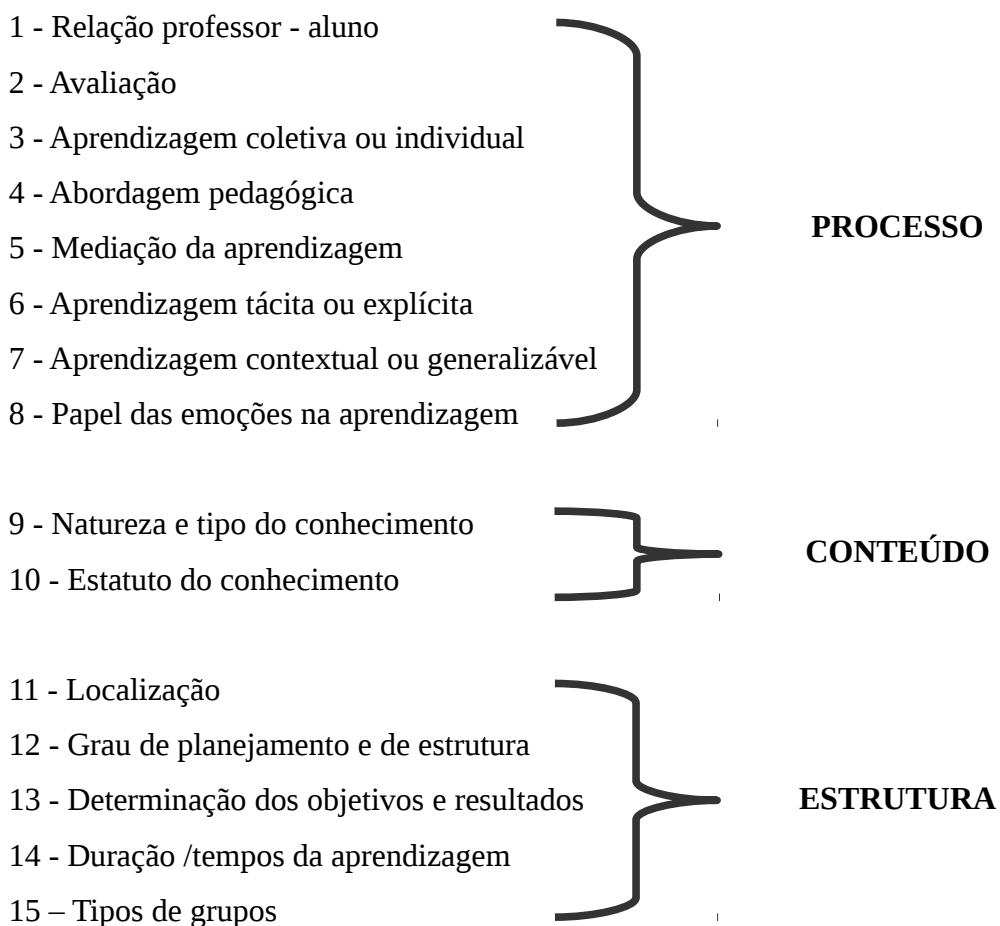 1 - Relação professor - aluno
2 - Avaliação
3 - Aprendizagem coletiva ou individual
4 - Abordagem pedagógica
5 - Mediação da aprendizagem
6 - Aprendizagem tácita ou explícita
7 - Aprendizagem contextual ou generalizável
8 - Papel das emoções na aprendizagem
PROCESSO
9 - Natureza e tipo do conhecimento
10 - Estatuto do conhecimento
CONTEÚDO
11 - Localização
12 - Grau de planejamento e de estrutura
13 - Determinação dos objetivos e resultados
14 - Duração /tempos da aprendizagem
15 – Tipos de grupos
ESTRUTURA